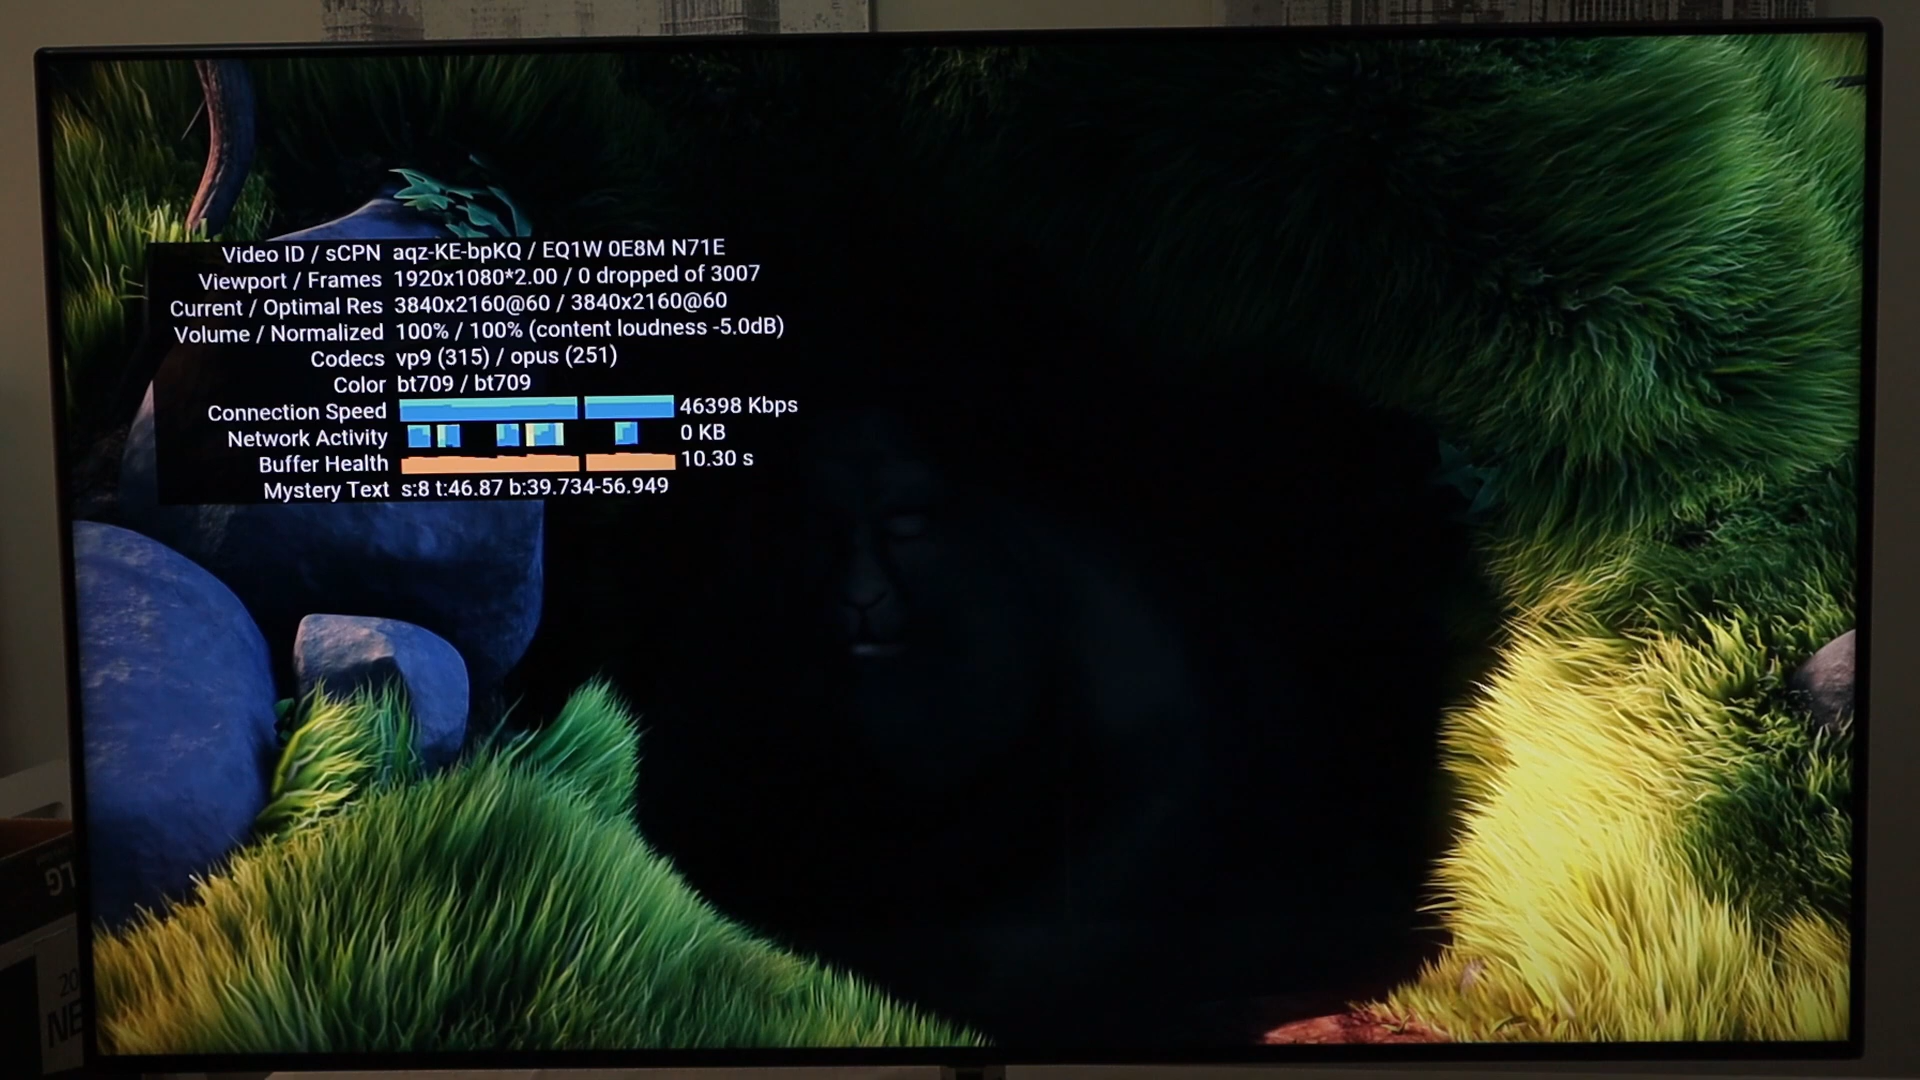 Video ID / sCPN aqz-KE-bpKQ / EQ1W 0E8M N71E
Viewport / Frames 1920x1080*2.00 / 0 dropped of 3007
Current / Optimal Res 3840x2160@60 / 3840x2160@60
Volume / Normalized 100% / 100% (content loudness -5.0dB)
Codecs vp9 (315) / opus (251)
Color bt709 / bt709
Connection Speed 46398 Kbps
Network Activity 0 KB
Buffer Health 10.30 s
Mystery Text s:8 t:46.87 b:39.734-56.949
LG
20
NE